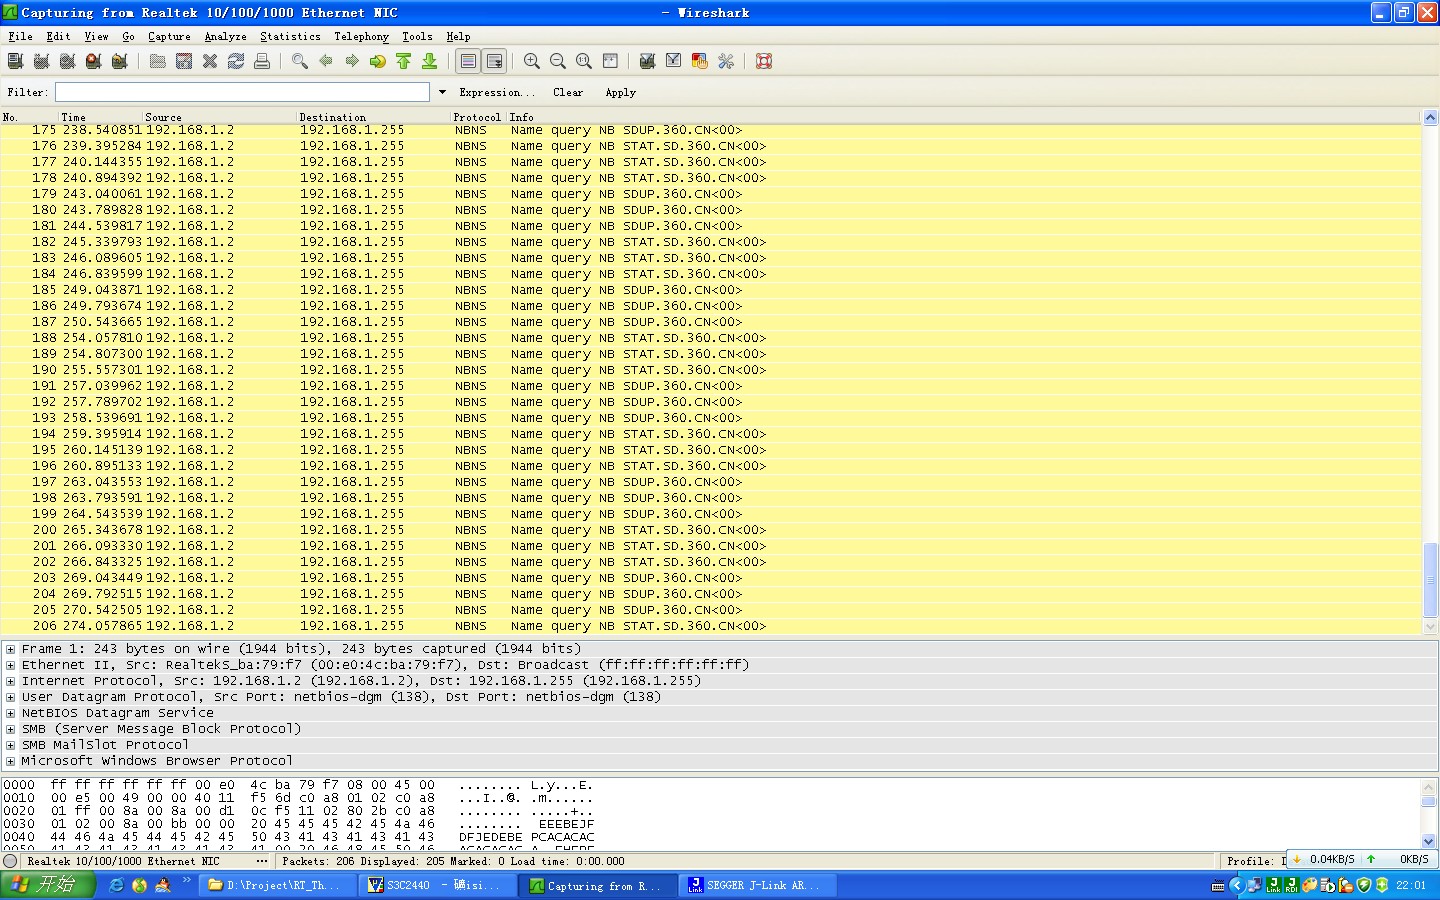 Capturing from Realtek 10/100/1000 Ethernet NIC - Wireshark
File Edit View Go Capture Analyze Statistics Telephony Tools Help
Filter: Expression... Clear Apply
No. Time Source Destination Protocol Info
175 238.540851 192.168.1.2 192.168.1.255 NBNS Name query NB SDUP.360.CN<00>
176 239.395284 192.168.1.2 192.168.1.255 NBNS Name query NB STAT.SD.360.CN<00>
177 240.144355 192.168.1.2 192.168.1.255 NBNS Name query NB STAT.SD.360.CN<00>
178 240.894392 192.168.1.2 192.168.1.255 NBNS Name query NB STAT.SD.360.CN<00>
179 243.040061 192.168.1.2 192.168.1.255 NBNS Name query NB SDUP.360.CN<00>
180 243.789828 192.168.1.2 192.168.1.255 NBNS Name query NB SDUP.360.CN<00>
181 244.539817 192.168.1.2 192.168.1.255 NBNS Name query NB SDUP.360.CN<00>
182 245.339793 192.168.1.2 192.168.1.255 NBNS Name query NB STAT.SD.360.CN<00>
183 246.089605 192.168.1.2 192.168.1.255 NBNS Name query NB STAT.SD.360.CN<00>
184 246.839599 192.168.1.2 192.168.1.255 NBNS Name query NB STAT.SD.360.CN<00>
185 249.043871 192.168.1.2 192.168.1.255 NBNS Name query NB SDUP.360.CN<00>
186 249.793674 192.168.1.2 192.168.1.255 NBNS Name query NB SDUP.360.CN<00>
187 250.543665 192.168.1.2 192.168.1.255 NBNS Name query NB SDUP.360.CN<00>
188 254.057810 192.168.1.2 192.168.1.255 NBNS Name query NB STAT.SD.360.CN<00>
189 254.807300 192.168.1.2 192.168.1.255 NBNS Name query NB STAT.SD.360.CN<00>
190 255.557301 192.168.1.2 192.168.1.255 NBNS Name query NB STAT.SD.360.CN<00>
191 257.039962 192.168.1.2 192.168.1.255 NBNS Name query NB SDUP.360.CN<00>
192 257.789702 192.168.1.2 192.168.1.255 NBNS Name query NB SDUP.360.CN<00>
193 258.539691 192.168.1.2 192.168.1.255 NBNS Name query NB SDUP.360.CN<00>
194 259.395914 192.168.1.2 192.168.1.255 NBNS Name query NB STAT.SD.360.CN<00>
195 260.145139 192.168.1.2 192.168.1.255 NBNS Name query NB STAT.SD.360.CN<00>
196 260.895133 192.168.1.2 192.168.1.255 NBNS Name query NB STAT.SD.360.CN<00>
197 263.043553 192.168.1.2 192.168.1.255 NBNS Name query NB SDUP.360.CN<00>
198 263.793591 192.168.1.2 192.168.1.255 NBNS Name query NB SDUP.360.CN<00>
199 264.543539 192.168.1.2 192.168.1.255 NBNS Name query NB SDUP.360.CN<00>
200 265.343678 192.168.1.2 192.168.1.255 NBNS Name query NB STAT.SD.360.CN<00>
201 266.093330 192.168.1.2 192.168.1.255 NBNS Name query NB STAT.SD.360.CN<00>
202 266.843325 192.168.1.2 192.168.1.255 NBNS Name query NB STAT.SD.360.CN<00>
203 269.043449 192.168.1.2 192.168.1.255 NBNS Name query NB SDUP.360.CN<00>
204 269.792515 192.168.1.2 192.168.1.255 NBNS Name query NB SDUP.360.CN<00>
205 270.542505 192.168.1.2 192.168.1.255 NBNS Name query NB SDUP.360.CN<00>
206 274.057865 192.168.1.2 192.168.1.255 NBNS Name query NB STAT.SD.360.CN<00>
Frame 1: 243 bytes on wire (1944 bits), 243 bytes captured (1944 bits)
Ethernet II, Src: RealtekS_ba:79:f7 (00:e0:4c:ba:79:f7), Dst: Broadcast (ff:ff:ff:ff:ff:ff)
Internet Protocol, Src: 192.168.1.2 (192.168.1.2), Dst: 192.168.1.255 (192.168.1.255)
User Datagram Protocol, Src Port: netbios-dgm (138), Dst Port: netbios-dgm (138)
NetBIOS Datagram Service
SMB (Server Message Block Protocol)
SMB MailSlot Protocol
Microsoft Windows Browser Protocol
0000 ff ff ff ff ff ff 00 e0 4c ba 79 f7 08 00 45 00 ........ L.y...E.
0010 00 e5 00 49 00 00 40 11 f5 6d c0 a8 01 02 c0 a8 ...I..@. .m......
0020 01 ff 00 8a 00 8a 00 d1 0c f5 11 02 80 2b c0 a8 ........ .....+..
0030 01 02 00 8a 00 bb 00 00 20 45 45 45 42 45 4a 46 ........ EEEBEJF
0040 44 46 4a 45 44 45 42 45 50 43 41 43 41 43 41 43 DFJEDEBE PCACACAC
Realtek 10/100/1000 Ethernet NIC ... Packets: 206 Displayed: 205 Marked: 0 Load time: 0:00.000 Profile: 0.04KB/S 0KB/S
开始 D:\Project\RT_Th... S3C2440 - 礦isi... Capturing from R... SEGGER J-Link AR... 22:01